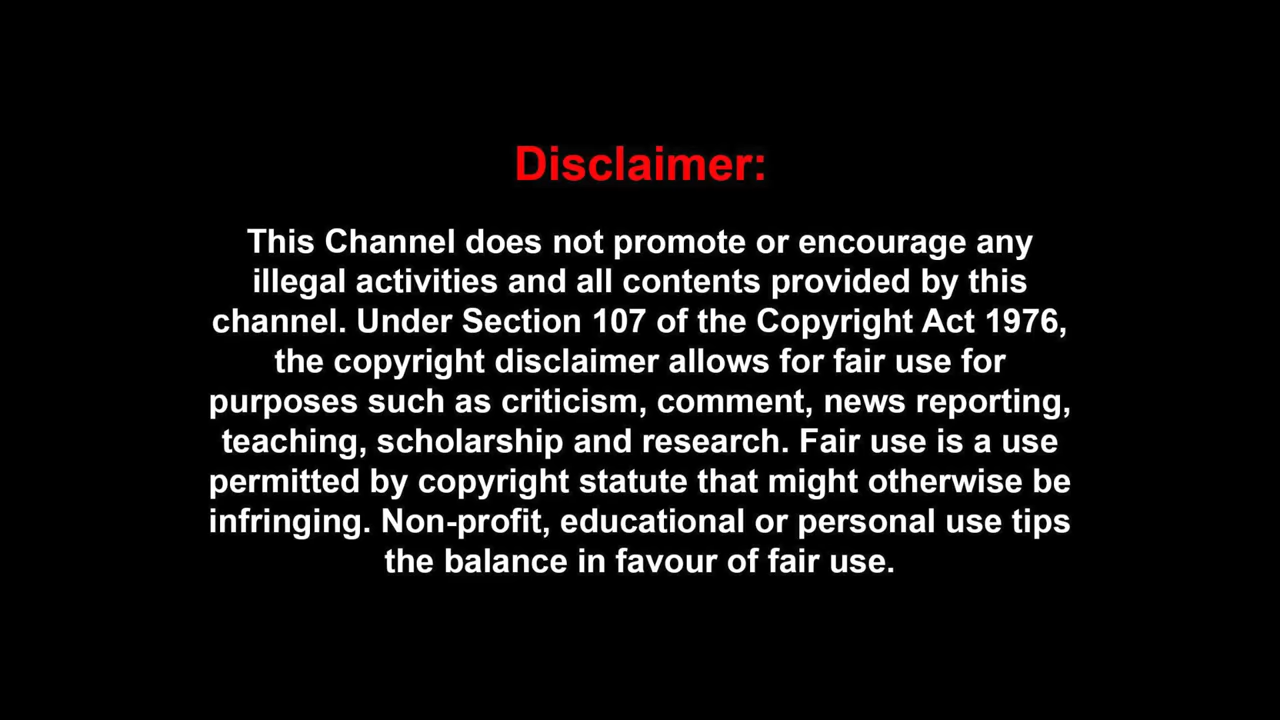 Disclaimer:
This Channel does not promote or encourage any
illegal activities and all contents provided by this
channel. Under Section 107 of the Copyright Act 1976,
the copyright disclaimer allows for fair use for
purposes such as criticism, comment, news reporting,
teaching, scholarship and research. Fair use is a use
permitted by copyright statute that might otherwise be
infringing. Non-profit, educational or personal use tips
the balance in favour of fair use.